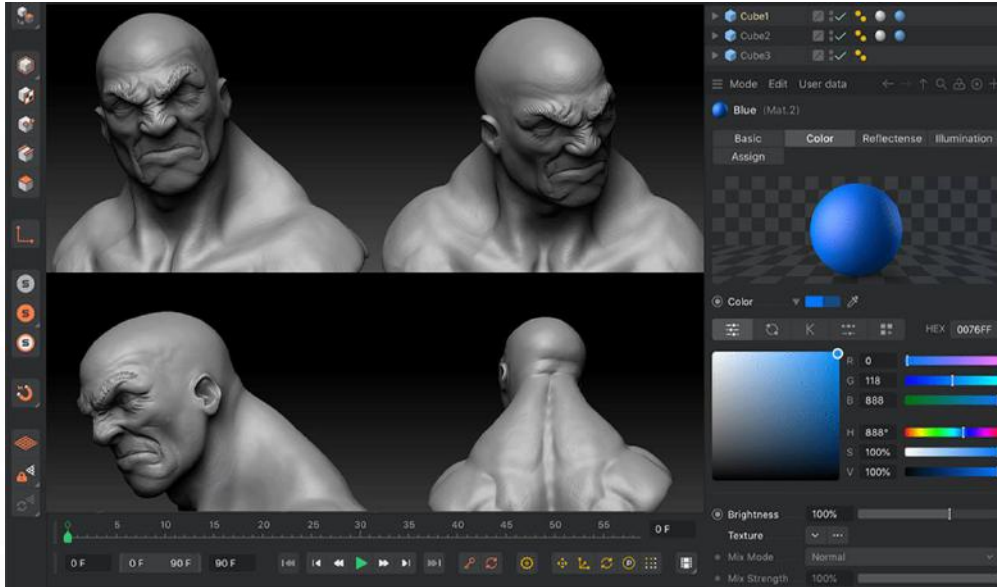 Cube1
Cube2
Cube3
Mode Edit User data
Blue (Mat.2)
Basic Color Reflectense Illumination
Assign
Color
HEX 0076FF
R 0
G 118
B 888
H 888°
S 100%
V 100%
Brightness 100%
Texture
Mix Mode Normal
Mix Strength 100%
0 5 10 15 20 25 30 35 40 45 50 55 0 F
0 F 0 F 90 F 90 F